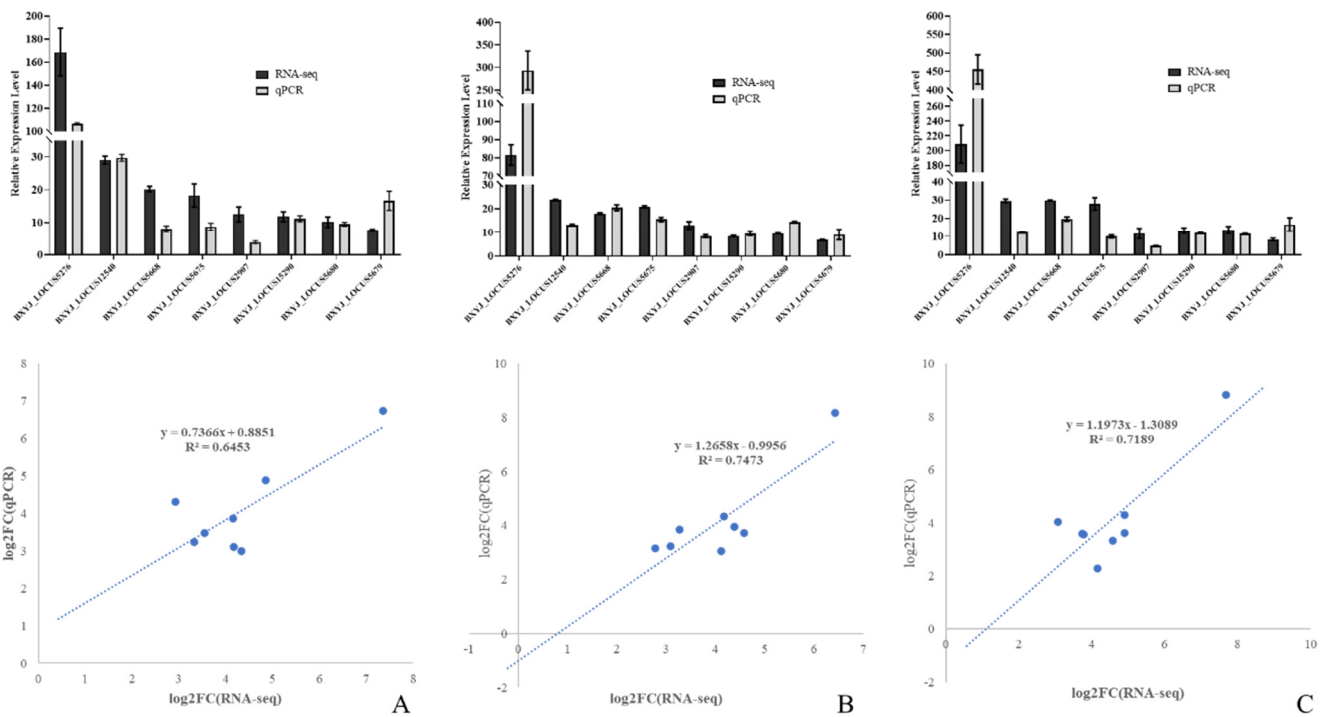 200
180
160
140
120
100
30
20
10
0
Relative Expression Level
RNA-seq
qPCR
BXYJ_LOCUS5276
BXYJ_LOCUS12540
BXYJ_LOCUS5668
BXYJ_LOCUS5675
BXYJ_LOCUS2907
BXYJ_LOCUS15290
BXYJ_LOCUS5680
BXYJ_LOCUS5679
400
350
300
250
110
100
90
80
70
30
20
10
0
Relative Expression Level
RNA-seq
qPCR
BXYJ_LOCUS5276
BXYJ_LOCUS12540
BXYJ_LOCUS5668
BXYJ_LOCUS5675
BXYJ_LOCUS2907
BXYJ_LOCUS15290
BXYJ_LOCUS5680
BXYJ_LOCUS5679
600
550
500
450
400
260
240
220
200
180
40
30
20
10
0
Relative Expression Level
RNA-seq
qPCR
BXYJ_LOCUS5276
BXYJ_LOCUS12540
BXYJ_LOCUS5668
BXYJ_LOCUS5675
BXYJ_LOCUS2907
BXYJ_LOCUS15290
BXYJ_LOCUS5680
BXYJ_LOCUS5679
8
7
6
5
4
3
2
1
0
log2FC(qPCR)
y = 0.7366x + 0.8851
R² = 0.6453
0 1 2 3 4 5 6 7 8
log2FC(RNA-seq)
A
10
8
6
4
2
0
-2
log2FC(qPCR)
y = 1.2658x - 0.9956
R² = 0.7473
-1 0 1 2 3 4 5 6 7
log2FC(RNA-seq)
B
10
8
6
4
2
0
-2
log2FC(qPCR)
y = 1.1973x - 1.3089
R² = 0.7189
0 2 4 6 8 10
log2FC(RNA-seq)
C